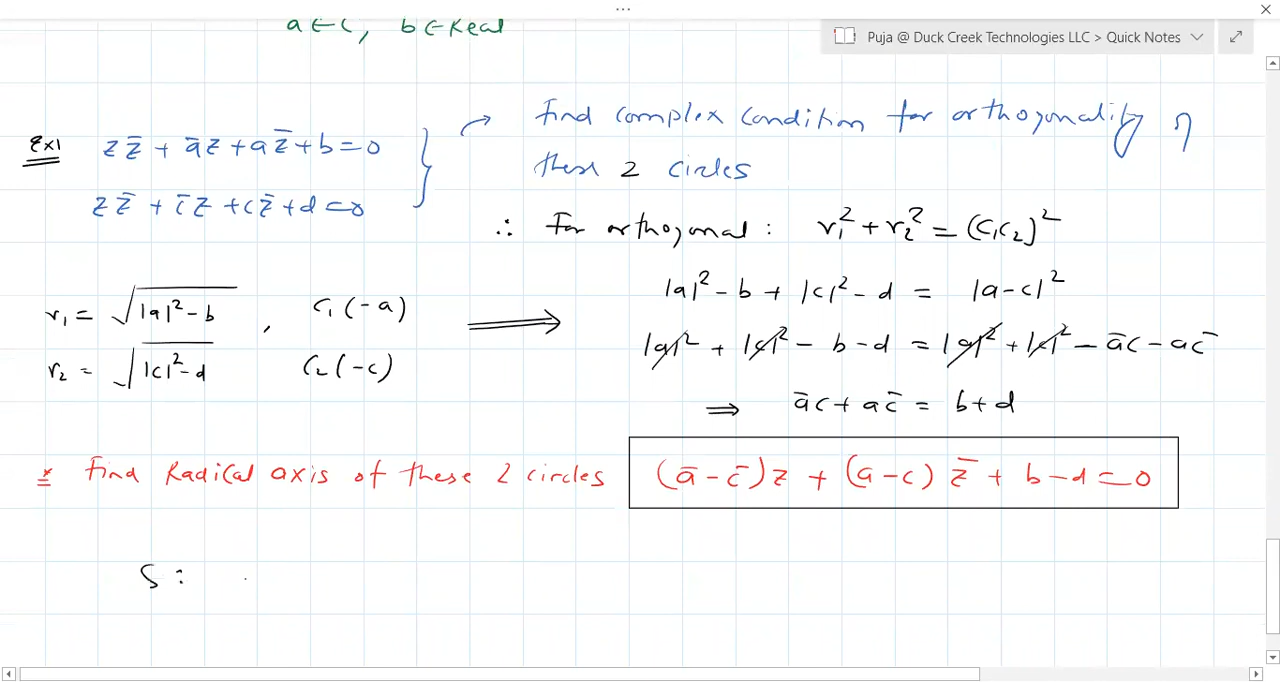 a ∈ C, b ∈ Real
Puja @ Duck Creek Technologies LLC > Quick Notes
Ex1 zz̄ + āz + az̄ + b = 0
zz̄ + c̄z + cz̄ + d = 0
Find complex condition for orthogonality of
these 2 circles
∴ For orthogonal : r₁² + r₂² = (C₁C₂)²
r₁ = √|a|² - b , C₁(-a)
r₂ = √|c|² - d C₂(-c)
⟹ |a|² - b + |c|² - d = |a-c|²
|a|² + |c|² - b - d = |a|² + |c|² - āc - ac̄
⇒ āc + ac̄ = b + d
* Find Radical axis of these 2 circles (ā - c̄)z + (a - c)z̄ + b - d = 0
S :